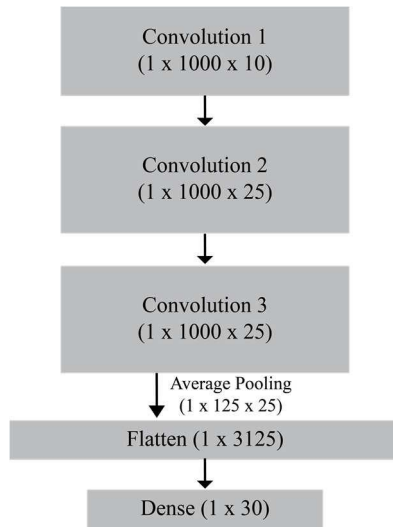 Convolution 1
(1 x 1000 x 10)
Convolution 2
(1 x 1000 x 25)
Convolution 3
(1 x 1000 x 25)
Average Pooling
(1 x 125 x 25)
Flatten (1 x 3125)
Dense (1 x 30)